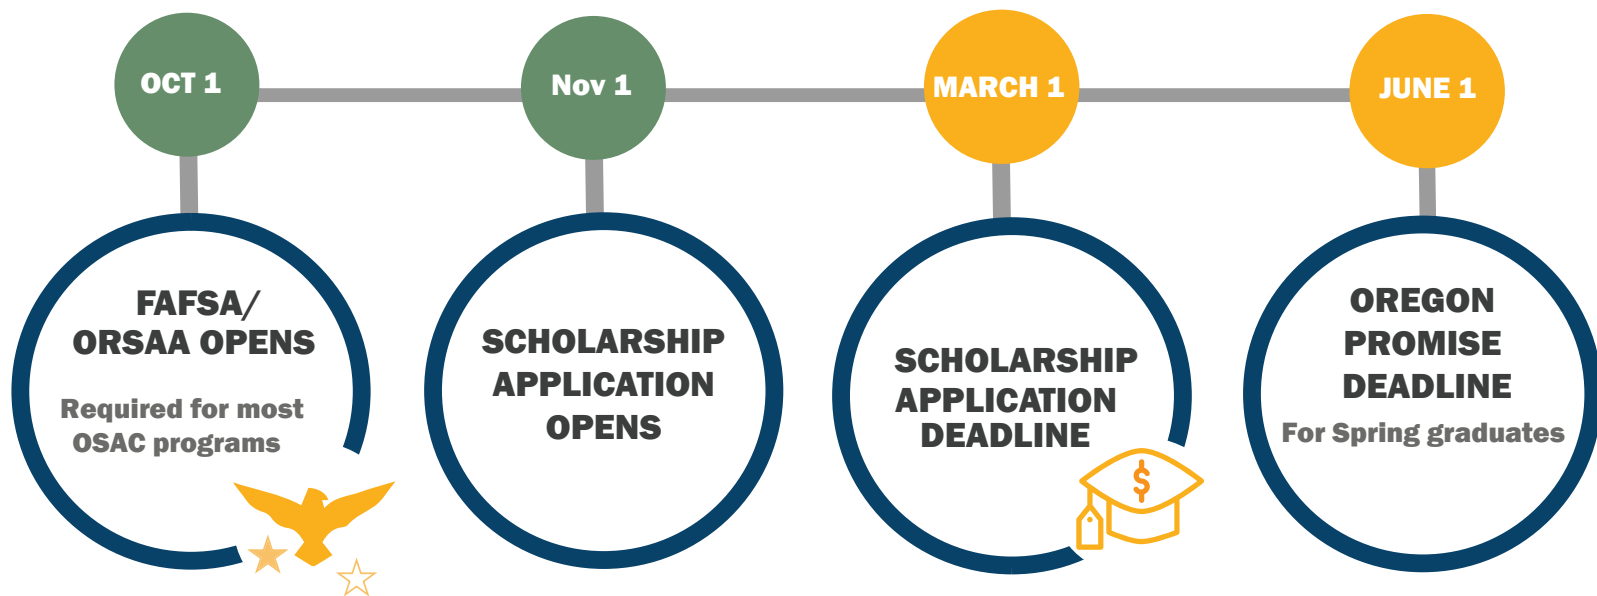 OCT 1
Nov 1
MARCH 1
JUNE 1
FAFSA/
ORSAA OPENS
Required for most
OSAC programs
SCHOLARSHIP
APPLICATION
OPENS
SCHOLARSHIP
APPLICATION
DEADLINE
$
OREGON
PROMISE
DEADLINE
For Spring graduates